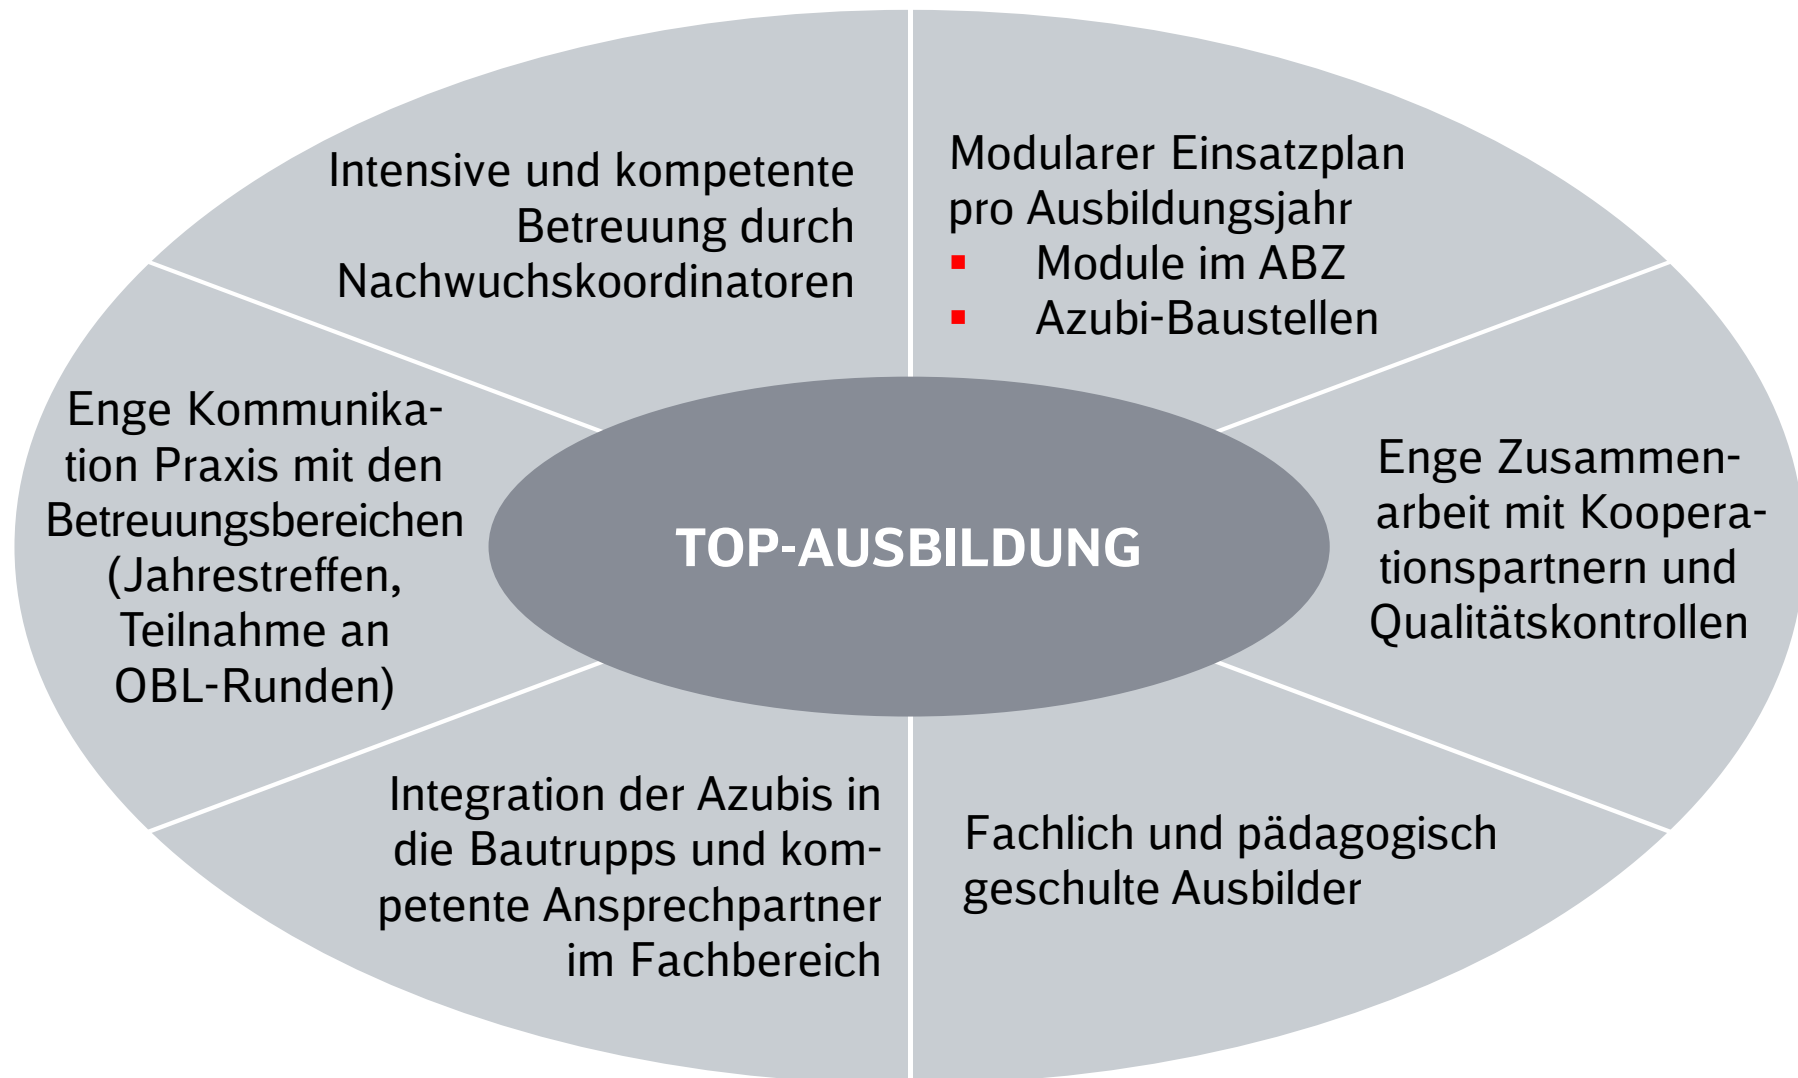 Intensive und kompetente
Betreuung durch
Nachwuchskoordinatoren
Modularer Einsatzplan
pro Ausbildungsjahr
▪ Module im ABZ
▪ Azubi-Baustellen
Enge Kommunika-
tion Praxis mit den
Betreuungsbereichen
(Jahrestreffen,
Teilnahme an
OBL-Runden)
TOP-AUSBILDUNG
Enge Zusammen-
arbeit mit Koopera-
tionspartnern und
Qualitätskontrollen
Integration der Azubis in
die Bautrupps und kom-
petente Ansprechpartner
im Fachbereich
Fachlich und pädagogisch
geschulte Ausbilder